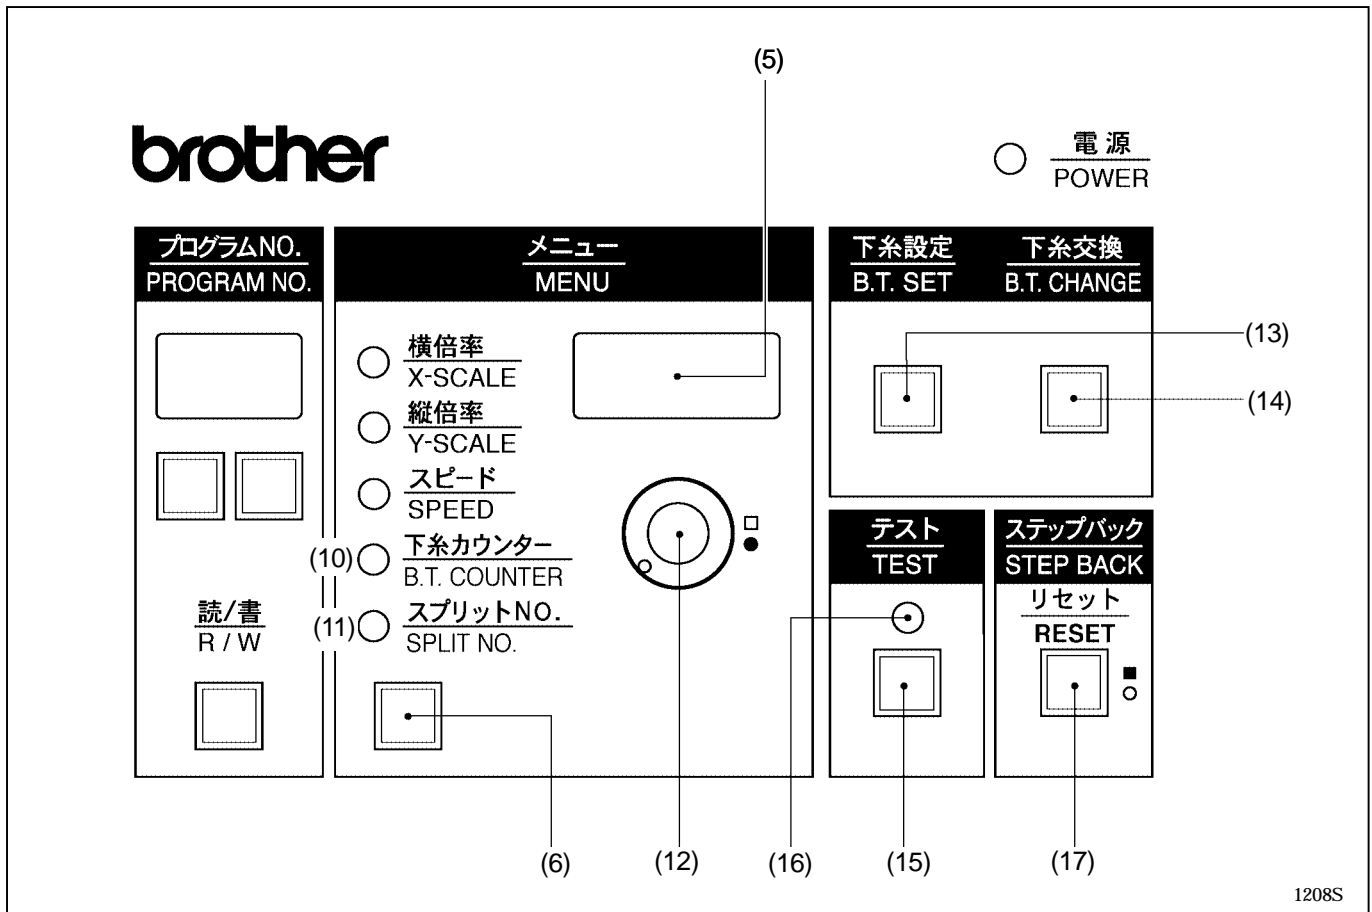 (5)
brother
電源
POWER
プログラムNO.
PROGRAM NO.
メニュー
MENU
下糸設定
B.T. SET
下糸交換
B.T. CHANGE
横倍率
X-SCALE
縦倍率
Y-SCALE
スピード
SPEED
(10)
下糸カウンター
B.T. COUNTER
(11)
スプリットNO.
SPLIT NO.
(13)
(14)
読/書
R / W
テスト
TEST
ステップバック
STEP BACK
リセット
RESET
(6)
(12)
(16)
(15)
(17)
1208S